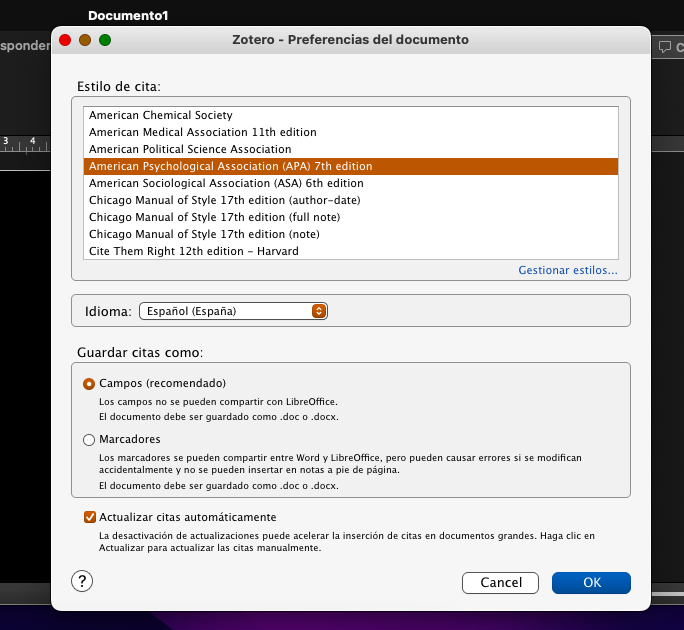 Documento1
Zotero - Preferencias del documento
sponder
C
3 4
Estilo de cita:
American Chemical Society
American Medical Association 11th edition
American Political Science Association
American Psychological Association (APA) 7th edition
American Sociological Association (ASA) 6th edition
Chicago Manual of Style 17th edition (author-date)
Chicago Manual of Style 17th edition (full note)
Chicago Manual of Style 17th edition (note)
Cite Them Right 12th edition - Harvard
Gestionar estilos...
Idioma: Español (España)
Guardar citas como:
Campos (recomendado)
Los campos no se pueden compartir con LibreOffice.
El documento debe ser guardado como .doc o .docx.
Marcadores
Los marcadores se pueden compartir entre Word y LibreOffice, pero pueden causar errores si se modifican
accidentalmente y no se pueden insertar en notas a pie de página.
El documento debe ser guardado como .doc o .docx.
Actualizar citas automáticamente
La desactivación de actualizaciones puede acelerar la inserción de citas en documentos grandes. Haga clic en
Actualizar para actualizar las citas manualmente.
? Cancel OK